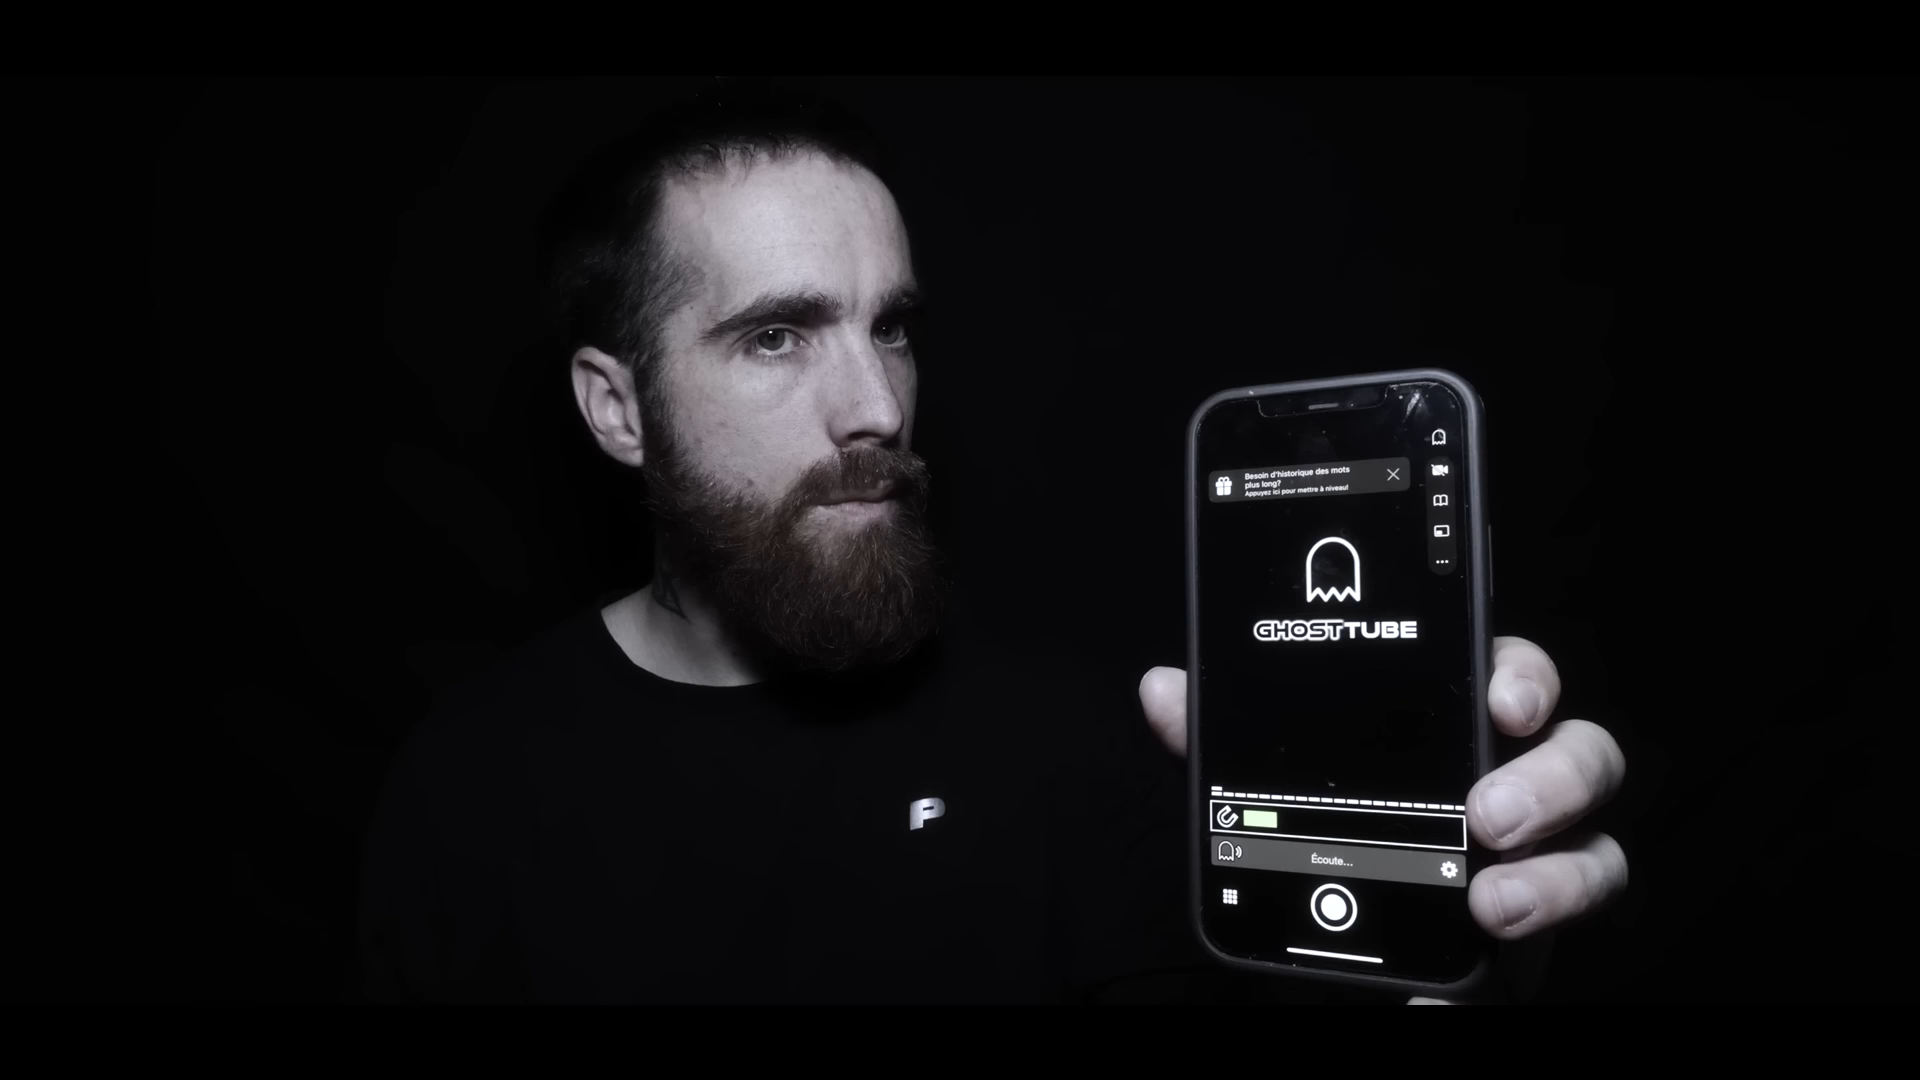 Besoin d'historique des mots
plus long?
Appuyez ici pour mettre à niveau!
GHOSTTUBE
Écoute...
P